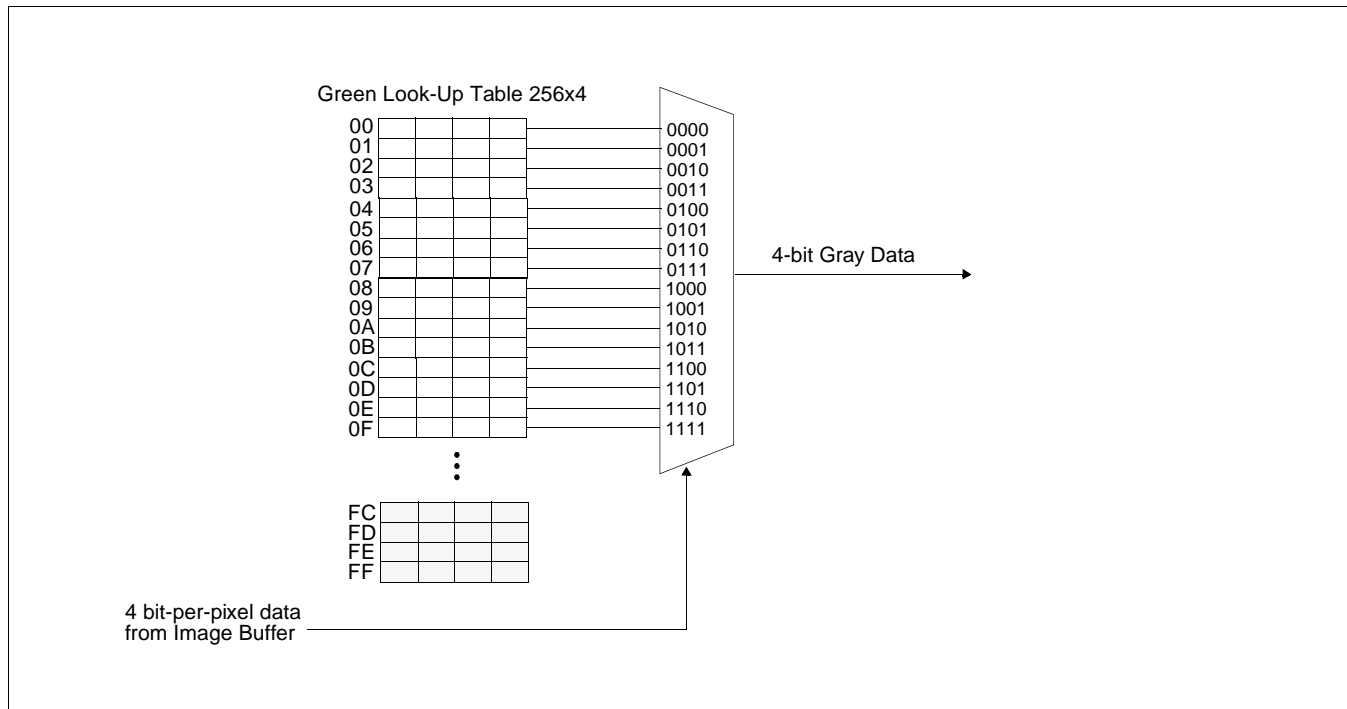 Green Look-Up Table 256x4
00 0000
01 0001
02 0010
03 0011
04 0100
05 0101
06 0110
07 0111
4-bit Gray Data
08 1000
09 1001
0A 1010
0B 1011
0C 1100
0D 1101
0E 1110
0F 1111
FC
FD
FE
FF
4 bit-per-pixel data
from Image Buffer